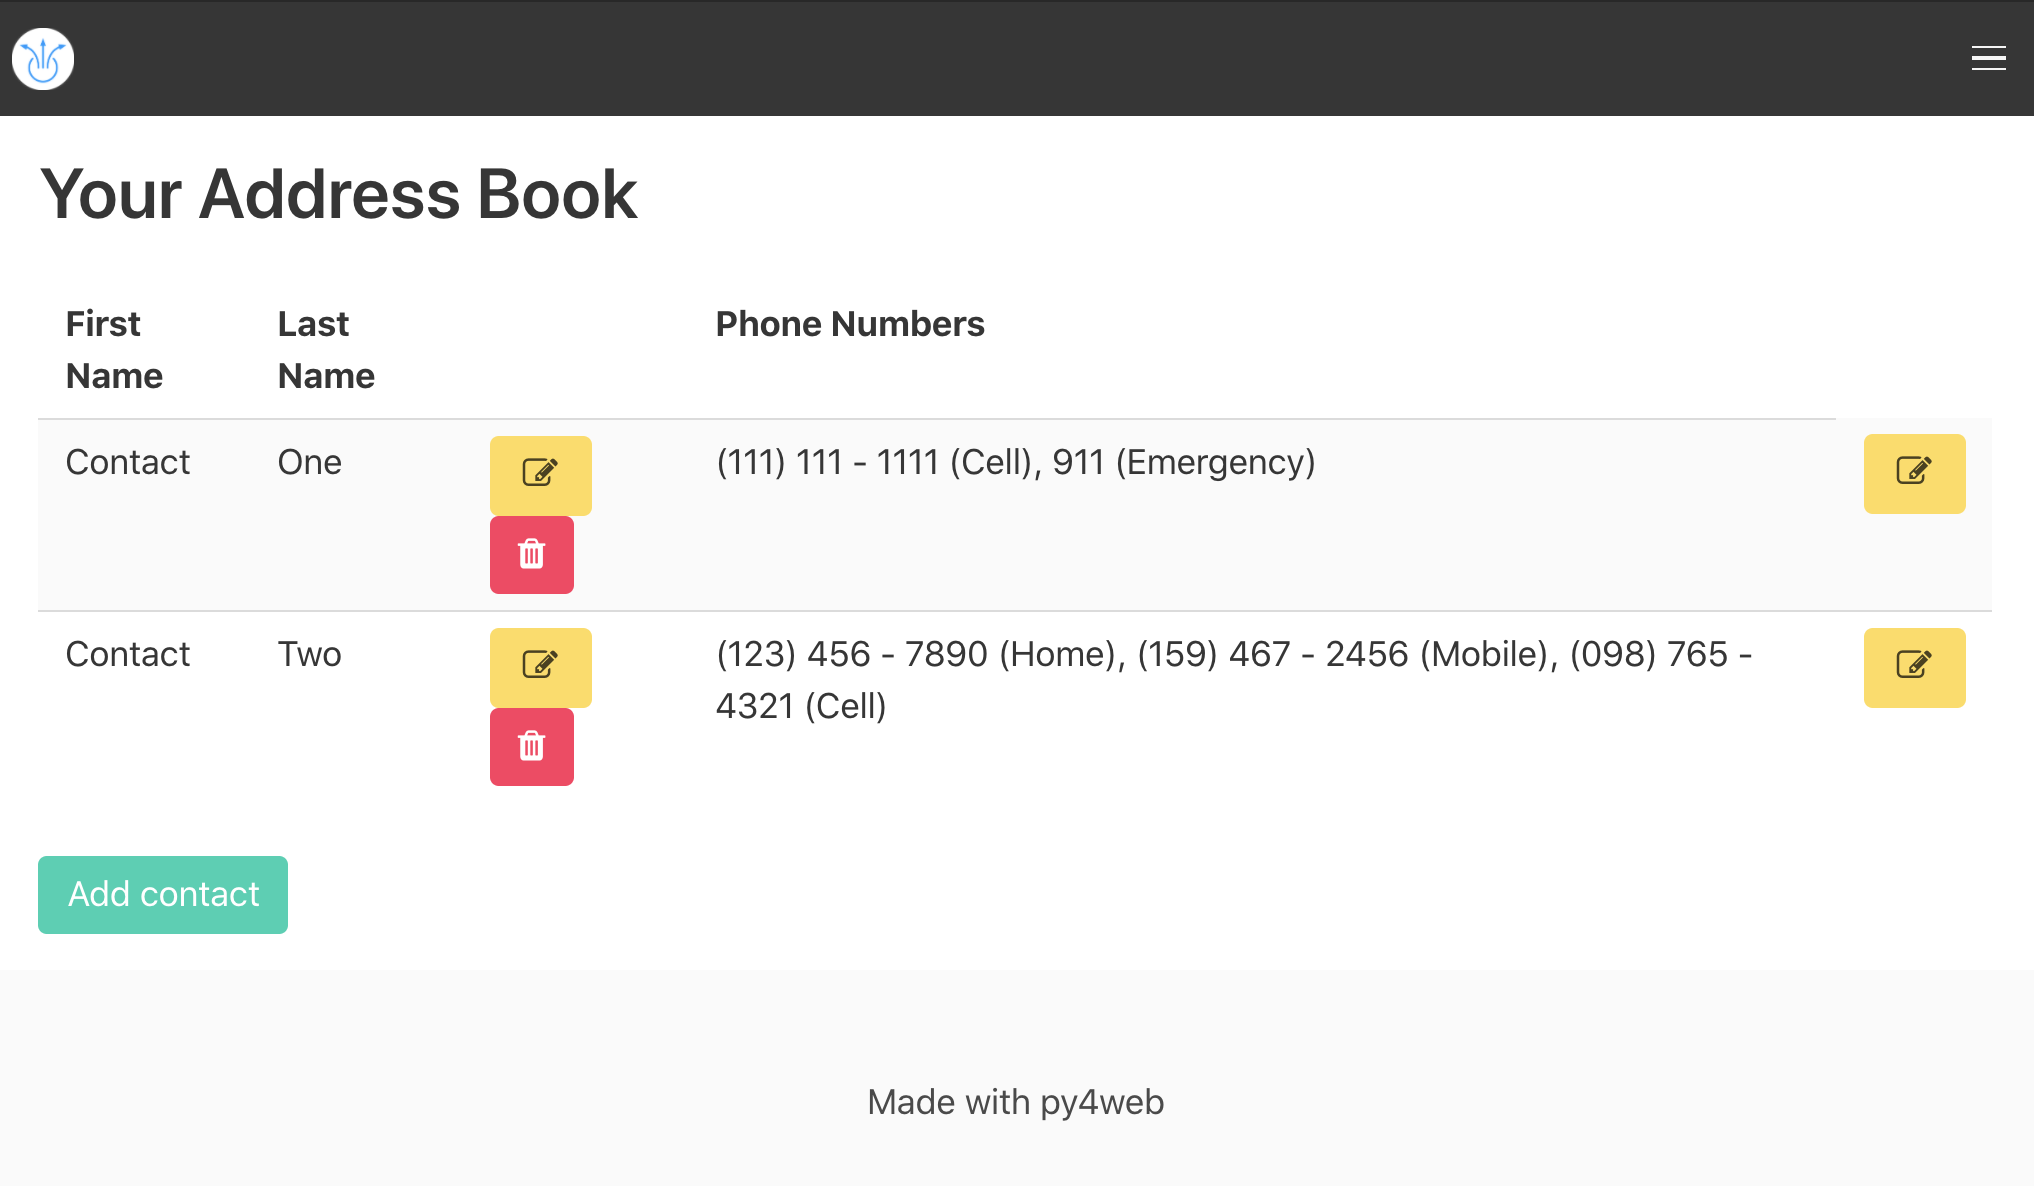 Your Address Book
First Name
Last Name
Phone Numbers
Contact One (111) 111 - 1111 (Cell), 911 (Emergency)
Contact Two (123) 456 - 7890 (Home), (159) 467 - 2456 (Mobile), (098) 765 -
4321 (Cell)
Add contact
Made with py4web